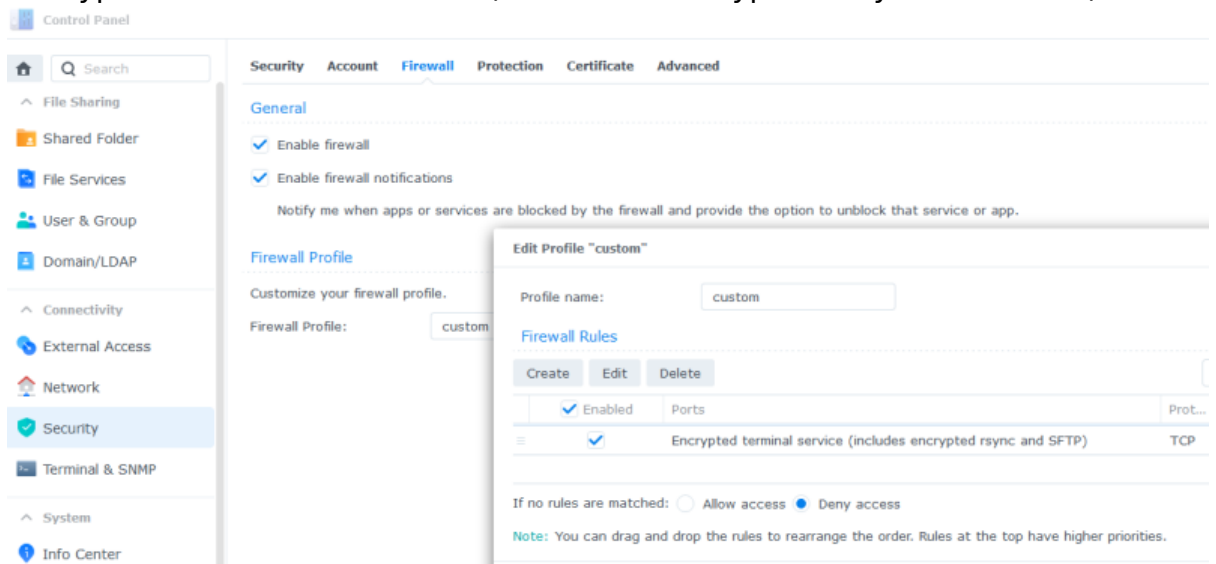 Control Panel
Search
Security Account Firewall Protection Certificate Advanced
File Sharing
General
Shared Folder
Enable firewall
File Services
Enable firewall notifications
Notify me when apps or services are blocked by the firewall and provide the option to unblock that service or app.
User & Group
Edit Profile "custom"
Domain/LDAP
Firewall Profile
Customize your firewall profile.
Profile name: custom
Connectivity
Firewall Profile: custom
Firewall Rules
External Access
Create Edit Delete
Network
Enabled Ports Prot...
Security
Encrypted terminal service (includes encrypted rsync and SFTP) TCP
Terminal & SNMP
If no rules are matched: Allow access Deny access
System
Note: You can drag and drop the rules to rearrange the order. Rules at the top have higher priorities.
Info Center